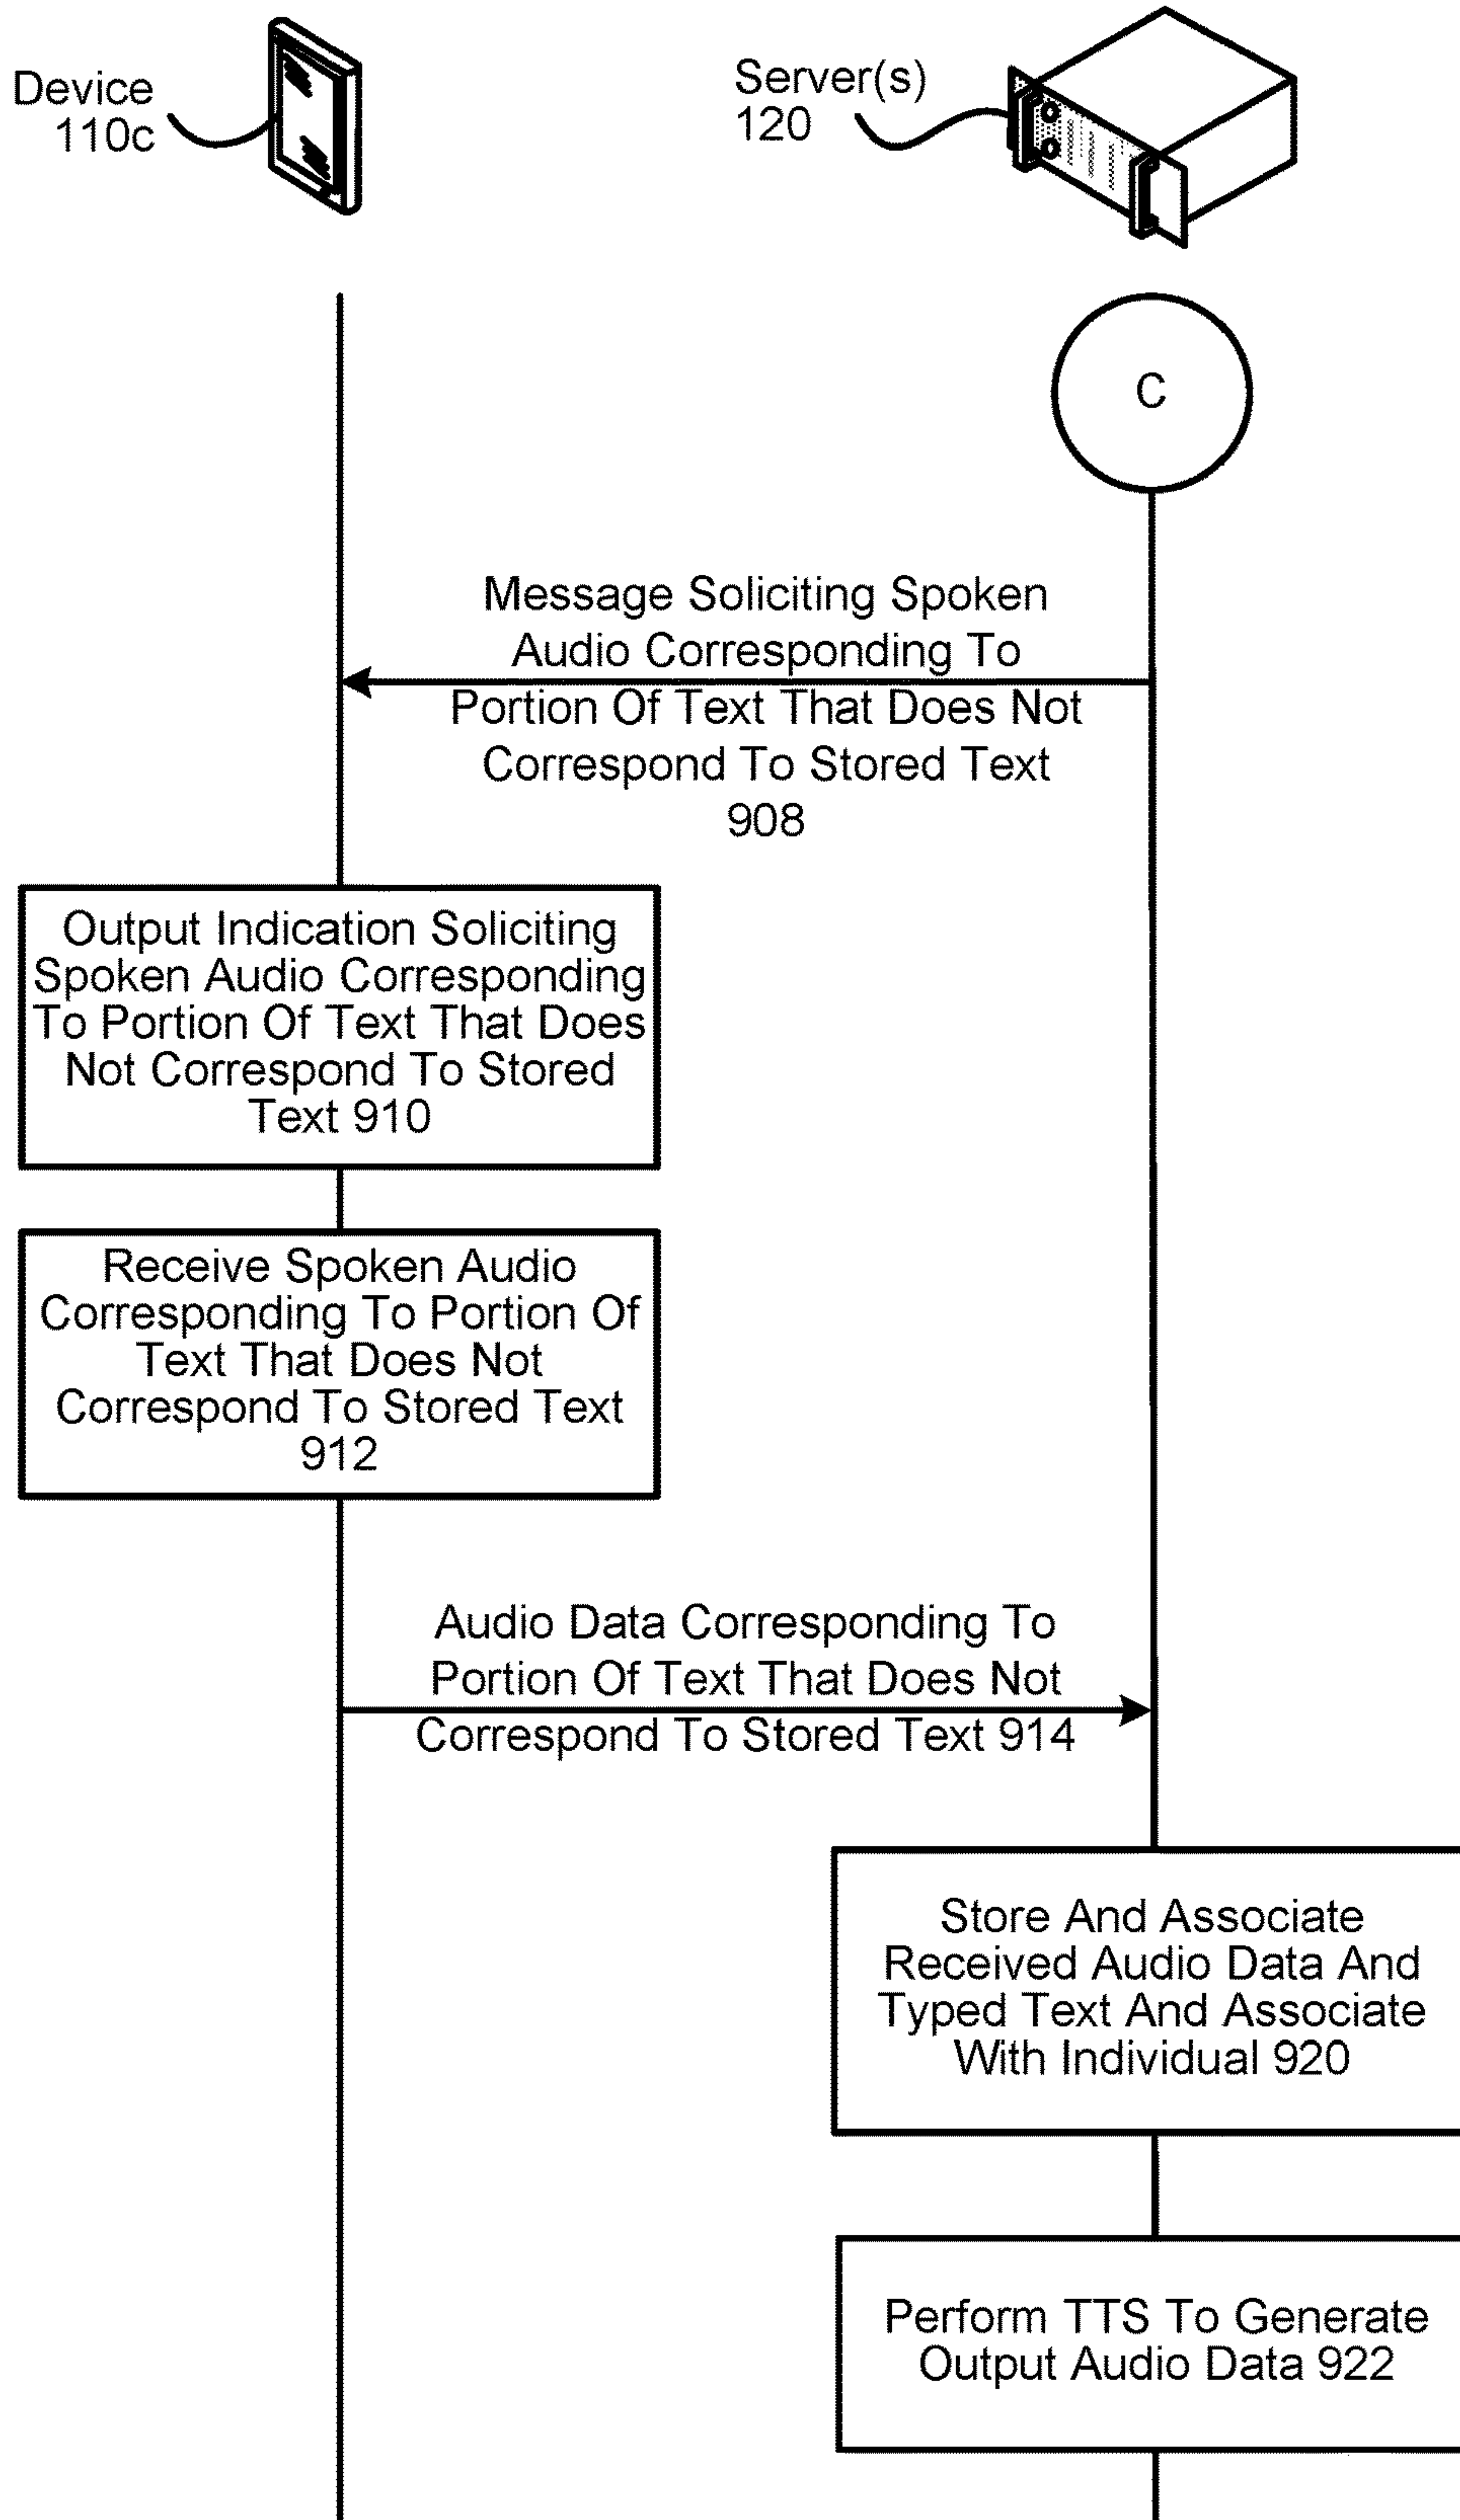 Device
110c
Server(s)
120
C
Message Soliciting Spoken
Audio Corresponding To
Portion Of Text That Does Not
Correspond To Stored Text
908
Output Indication Soliciting
Spoken Audio Corresponding
To Portion Of Text That Does
Not Correspond To Stored
Text 910
Receive Spoken Audio
Corresponding To Portion Of
Text That Does Not
Correspond To Stored Text
912
Audio Data Corresponding To
Portion Of Text That Does Not
Correspond To Stored Text 914
Store And Associate
Received Audio Data And
Typed Text And Associate
With Individual 920
Perform TTS To Generate
Output Audio Data 922